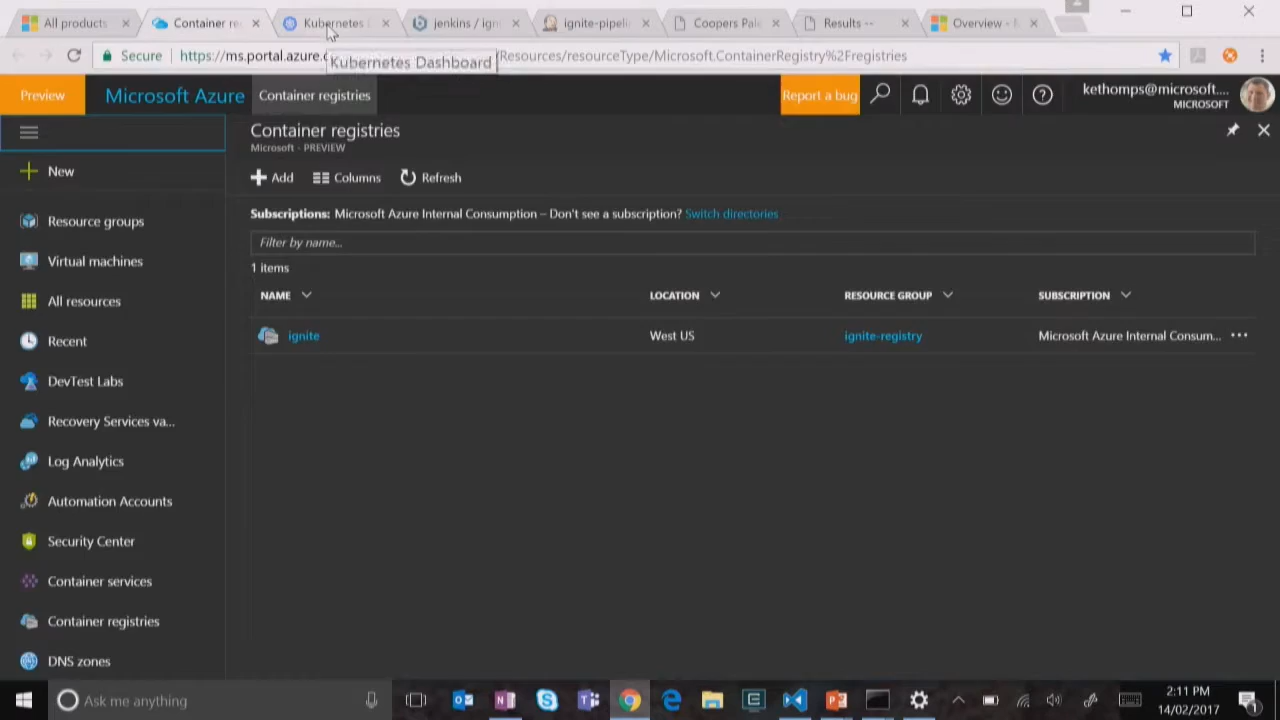 All products
Container re
Kubernetes
jenkins / ign
ignite-pipeli
Coopers Pale
Results --
Overview -
Secure
https://ms.portal.azure.
/Resources/resourceType/Microsoft.ContainerRegistry%2Fregistries
Kubernetes Dashboard
Preview
Microsoft Azure
Container registries
Report a bug
kethomps@microsoft....
MICROSOFT
Container registries
Microsoft - PREVIEW
New
Add
Columns
Refresh
Subscriptions: Microsoft Azure Internal Consumption – Don't see a subscription? Switch directories
Filter by name...
1 items
NAME
LOCATION
RESOURCE GROUP
SUBSCRIPTION
ignite
West US
ignite-registry
Microsoft Azure Internal Consum...
Resource groups
Virtual machines
All resources
Recent
DevTest Labs
Recovery Services va...
Log Analytics
Automation Accounts
Security Center
Container services
Container registries
DNS zones
Ask me anything
2:11 PM
14/02/2017